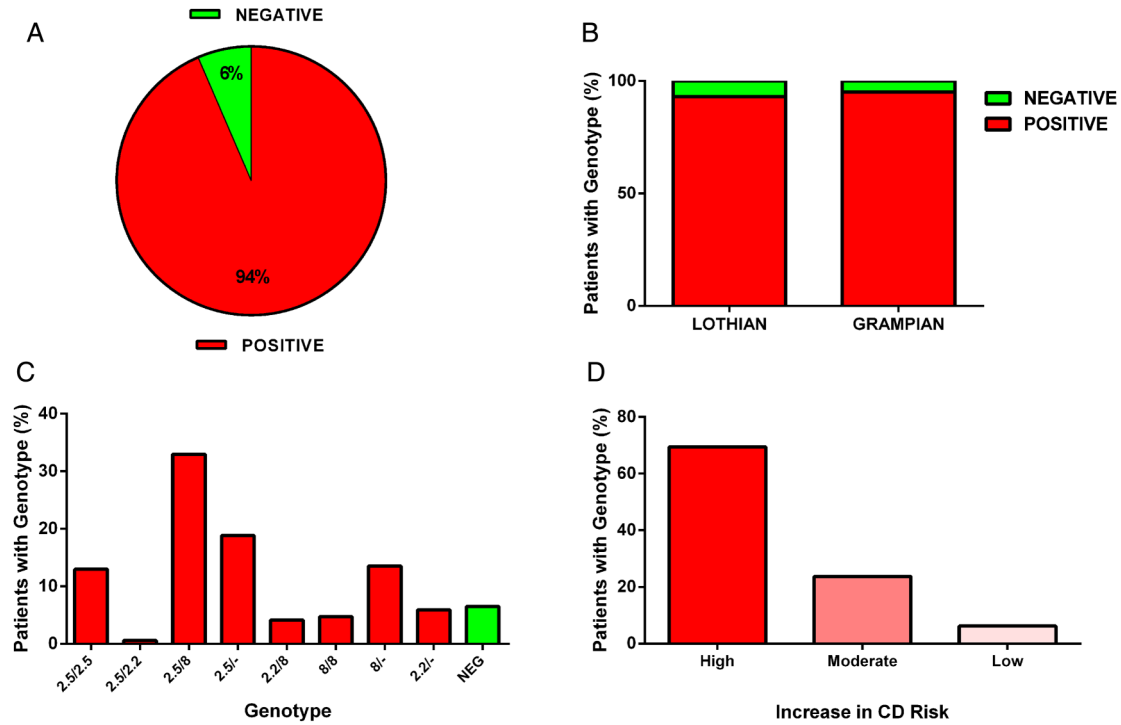 A
NEGATIVE
6%
94%
POSITIVE
B
Patients with Genotype (%)
100
50
0
LOTHIAN
GRAMPIAN
NEGATIVE
POSITIVE
C
Patients with Genotype (%)
40
30
20
10
0
2.5/2.5
2.5/2.2
2.5/8
2.5/-
2.2/8
8/8
8/-
2.2/-
NEG
Genotype
D
Patients with Genotype (%)
80
60
40
20
0
High
Moderate
Low
Increase in CD Risk